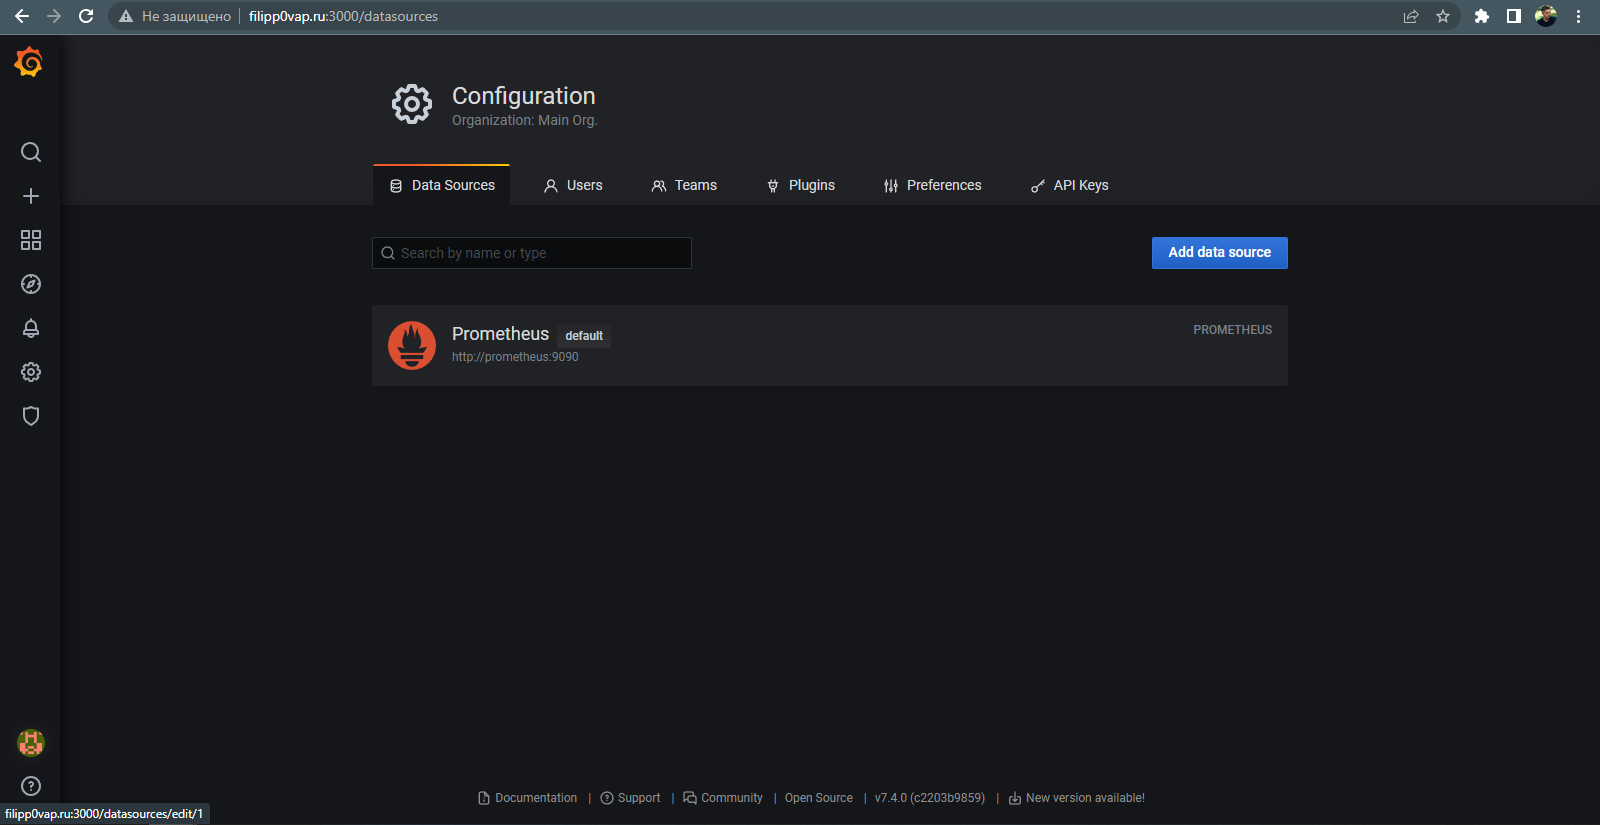 Не защищено filipp0vap.ru:3000/datasources
Configuration
Organization: Main Org.
Data Sources Users Teams Plugins Preferences API Keys
Search by name or type Add data source
Prometheus default PROMETHEUS
http://prometheus:9090
Documentation | Support | Community | Open Source | v7.4.0 (c2203b9859) | New version available!
filipp0vap.ru:3000/datasources/edit/1